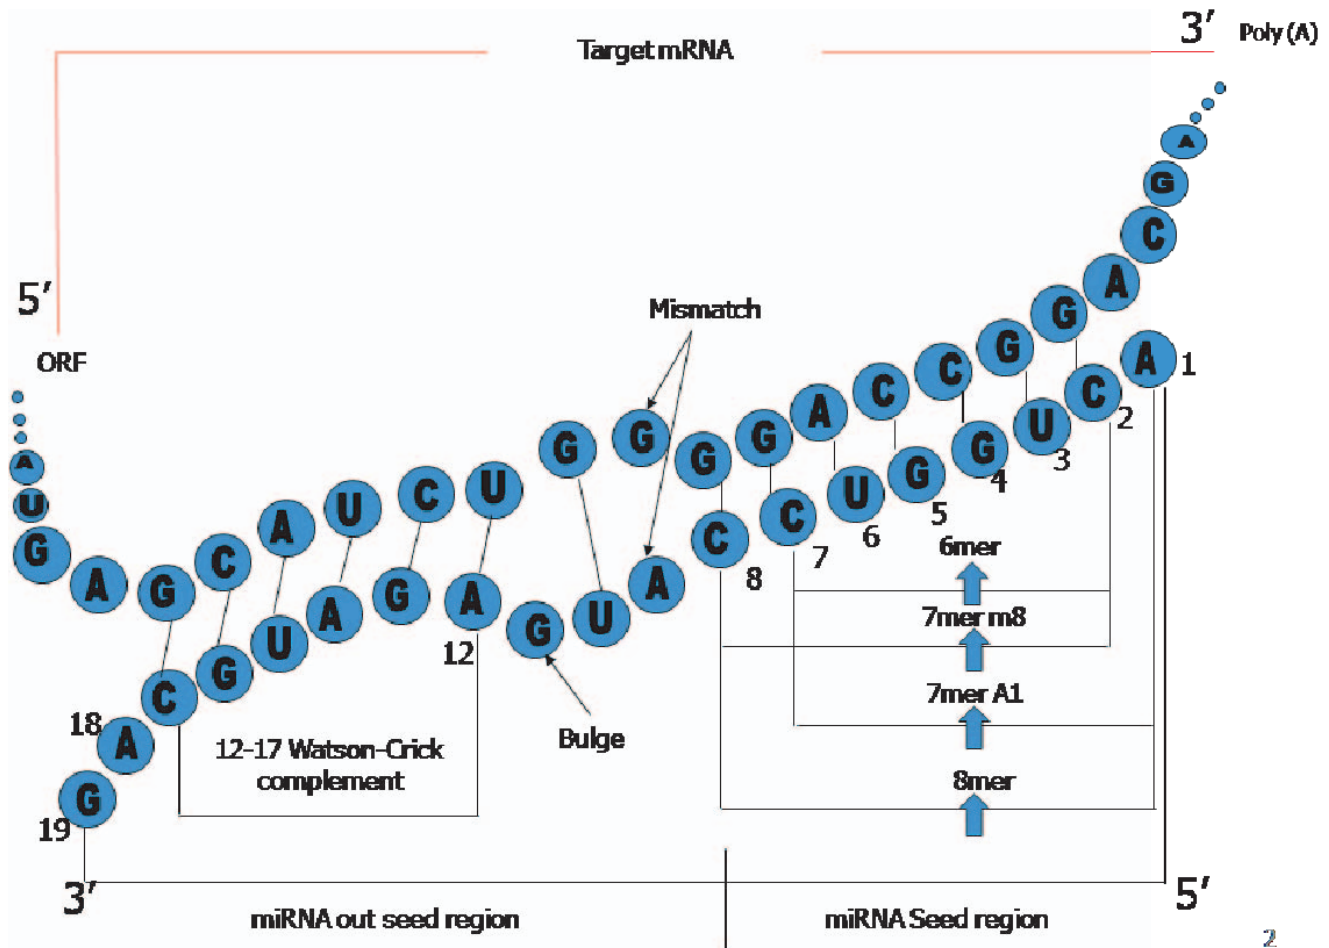 3′ Poly (A)
Target mRNA
5′
ORF
Mismatch
A
G
C
A
G
G
C
C
A
G
G
G
G
U
C
U
A
C
G
A
G
U
A
A 1
C 2
U 3
G 4
G 5
U 6
C 7
C 8
A
U
G
A 12
G
A
U
G
C
A 18
G 19
Bulge
6mer
7mer m8
7mer A1
8mer
12-17 Watson-Crick
complement
3′
5′
miRNA out seed region
miRNA Seed region
2